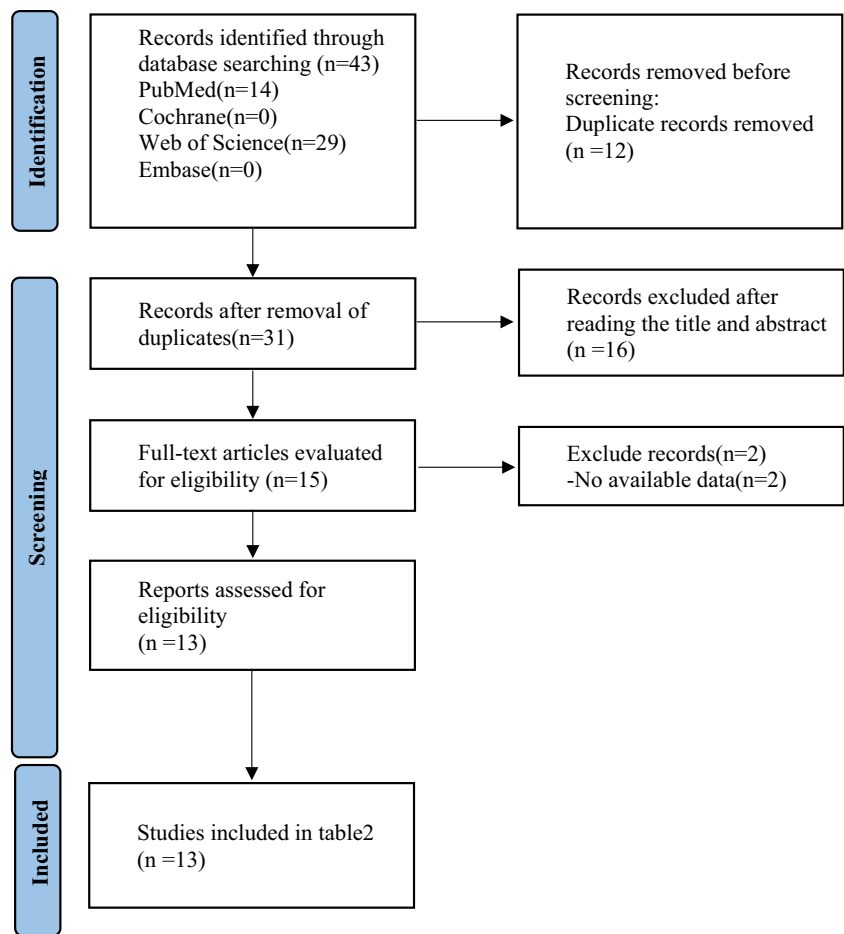 Identification
Records identified through
database searching (n=43)
PubMed(n=14)
Cochrane(n=0)
Web of Science(n=29)
Embase(n=0)
Records removed before
screening:
Duplicate records removed
(n =12)
Screening
Records after removal of
duplicates(n=31)
Records excluded after
reading the title and abstract
(n =16)
Full-text articles evaluated
for eligibility (n=15)
Exclude records(n=2)
-No available data(n=2)
Reports assessed for
eligibility
(n =13)
Included
Studies included in table2
(n =13)